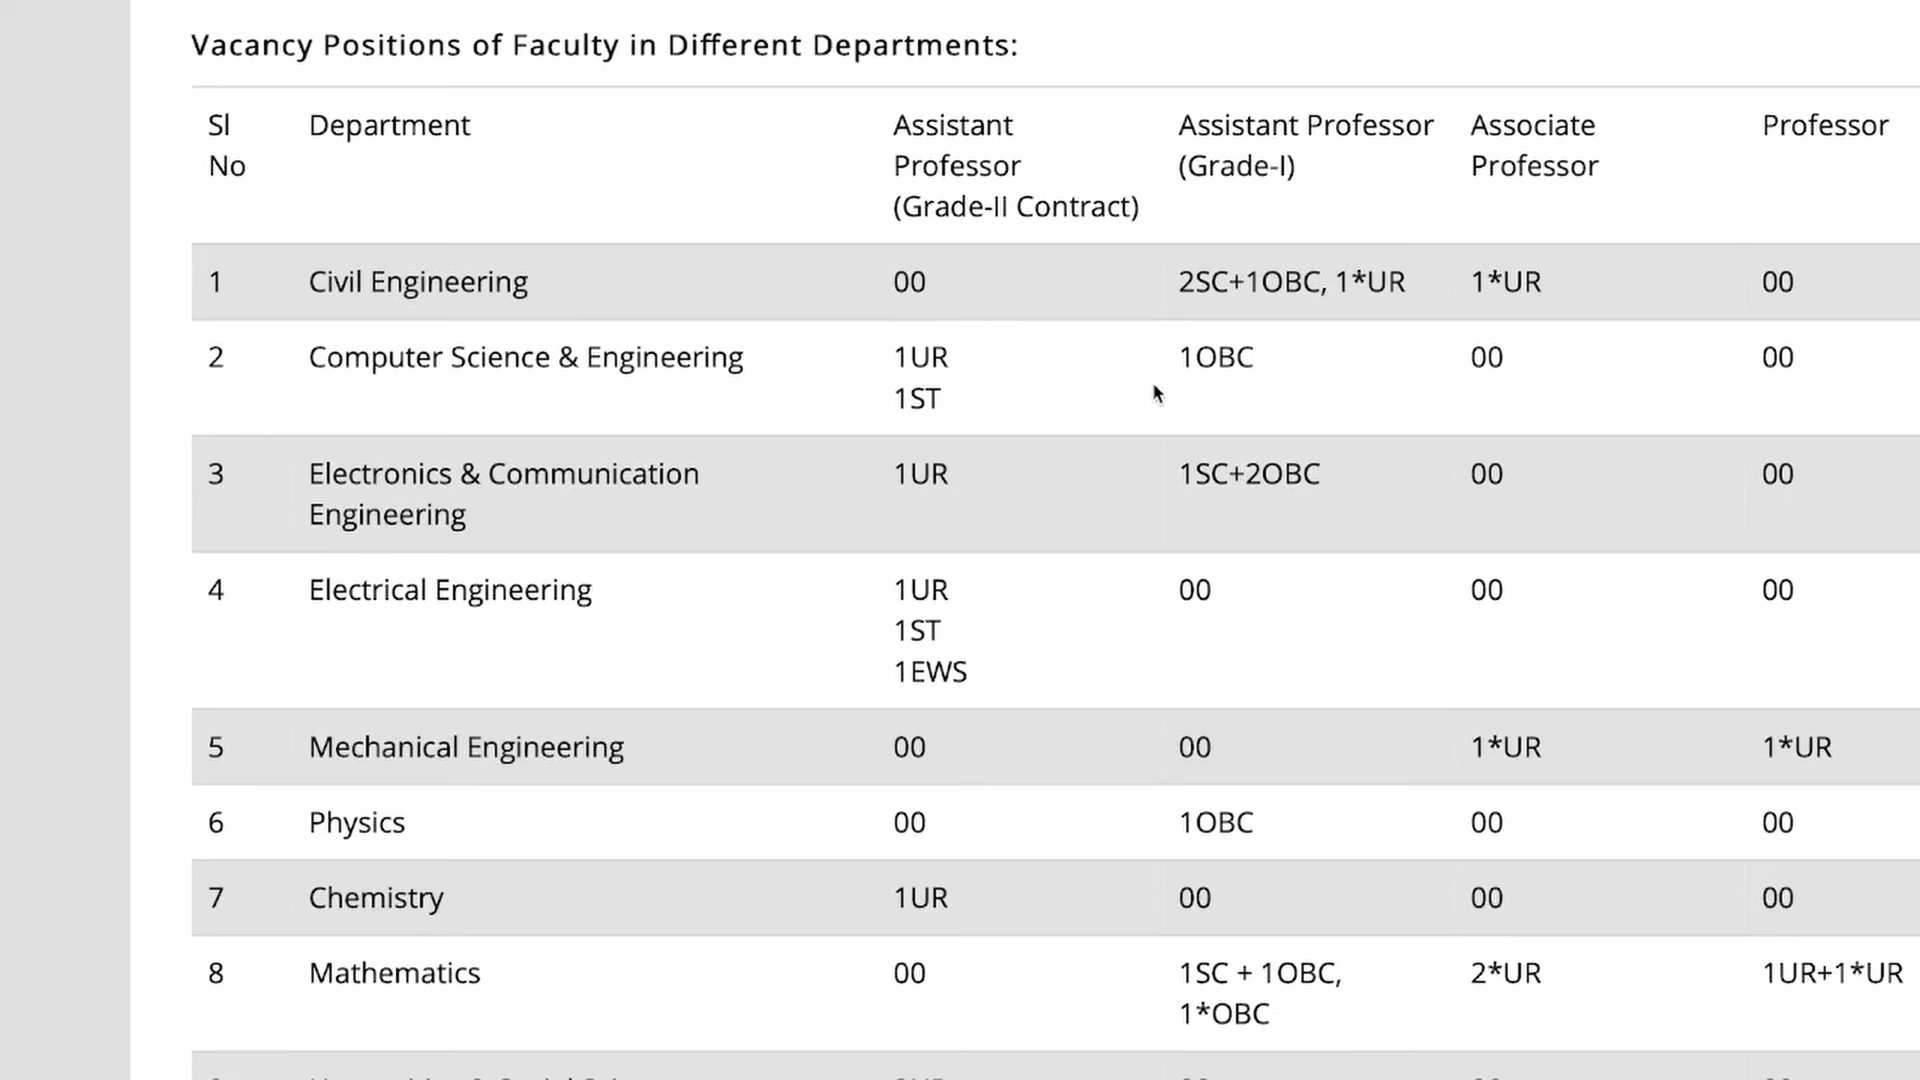 Vacancy Positions of Faculty in Different Departments:
Sl No Department Assistant Professor (Grade-II Contract) Assistant Professor (Grade-I) Associate Professor Professor
1 Civil Engineering 00 2SC+1OBC, 1*UR 1*UR 00
2 Computer Science & Engineering 1UR 1ST 1OBC 00 00
3 Electronics & Communication Engineering 1UR 1SC+2OBC 00 00
4 Electrical Engineering 1UR 1ST 1EWS 00 00 00
5 Mechanical Engineering 00 00 1*UR 1*UR
6 Physics 00 1OBC 00 00
7 Chemistry 1UR 00 00 00
8 Mathematics 00 1SC + 1OBC, 1*OBC 2*UR 1UR+1*UR